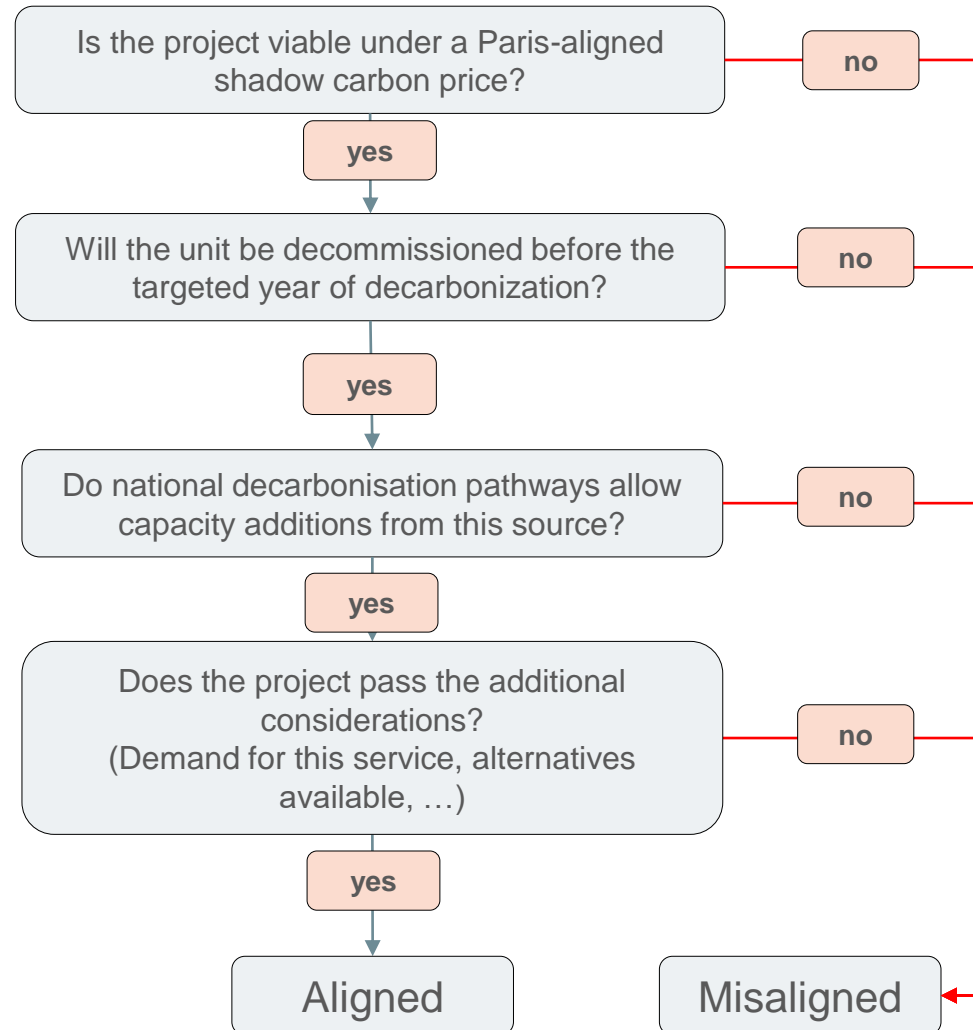 Is the project viable under a Paris-aligned
shadow carbon price?
no
yes
Will the unit be decommissioned before the
targeted year of decarbonization?
no
yes
Do national decarbonisation pathways allow
capacity additions from this source?
no
yes
Does the project pass the additional
considerations?
(Demand for this service, alternatives
available, …)
no
yes
Aligned
Misaligned